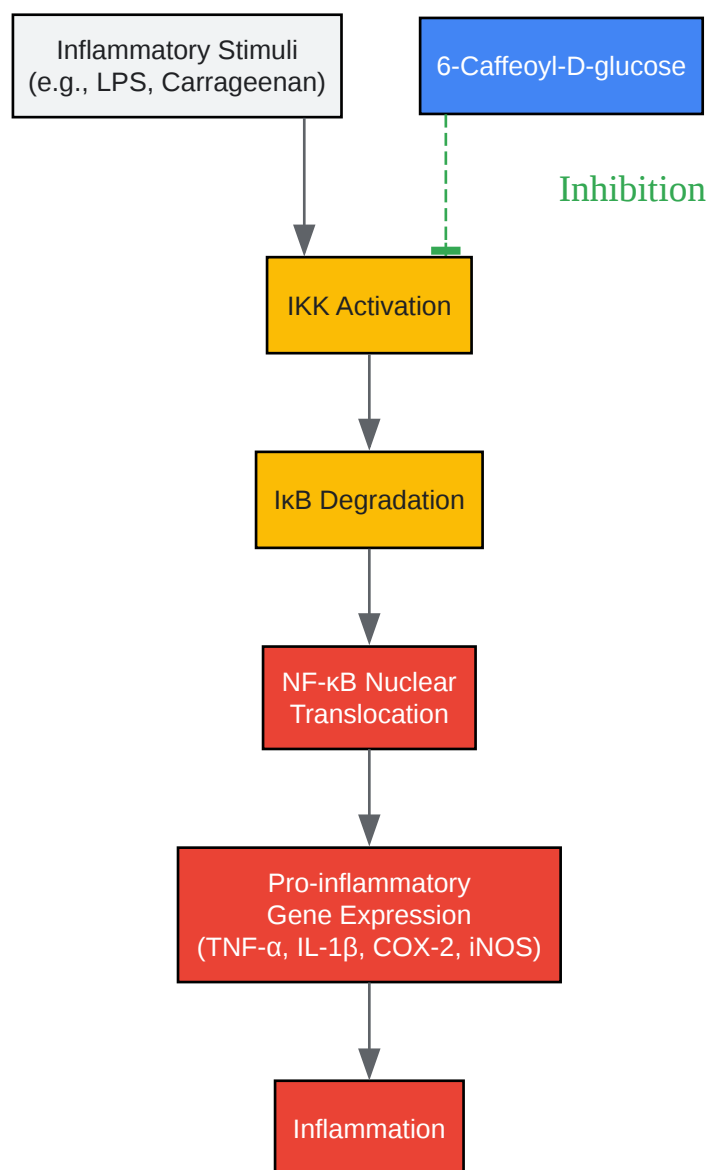 Inflammatory Stimuli
(e.g., LPS, Carrageenan)
6-Caffeoyl-D-glucose
Inhibition
IKK Activation
IκB Degradation
NF-κB Nuclear
Translocation
Pro-inflammatory
Gene Expression
(TNF-α, IL-1β, COX-2, iNOS)
Inflammation